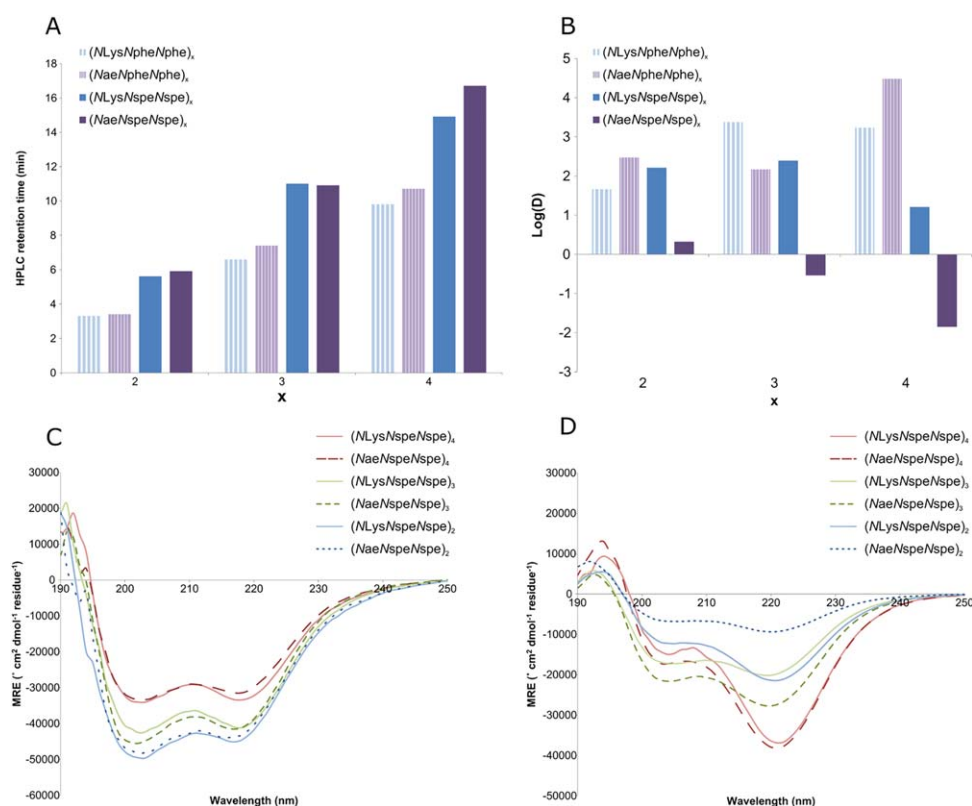 A
(NLysNpheNphe)x
(NaeNpheNphe)x
(NLysNspeNspe)x
(NaeNspeNspe)x
HPLC retention time (min)
18
16
14
12
10
8
6
4
2
0
2 3 4
x
B
(NLysNpheNphe)x
(NaeNpheNphe)x
(NLysNspeNspe)x
(NaeNspeNspe)x
Log(D)
5
4
3
2
1
0
-1
-2
-3
2 3 4
x
C
(NLysNspeNspe)4
(NaeNspeNspe)4
(NLysNspeNspe)3
(NaeNspeNspe)3
(NLysNspeNspe)2
(NaeNspeNspe)2
MRE (° cm2 dmol-1 residue-1)
30000
20000
10000
0
-10000
-20000
-30000
-40000
-50000
-60000
190 200 210 220 230 240 250
Wavelength (nm)
D
(NLysNspeNspe)4
(NaeNspeNspe)4
(NLysNspeNspe)3
(NaeNspeNspe)3
(NLysNspeNspe)2
(NaeNspeNspe)2
MRE (° cm2 dmol-1 residue-1)
30000
20000
10000
0
-10000
-20000
-30000
-40000
-50000
190 200 210 220 230 240 250
Wavelength (nm)